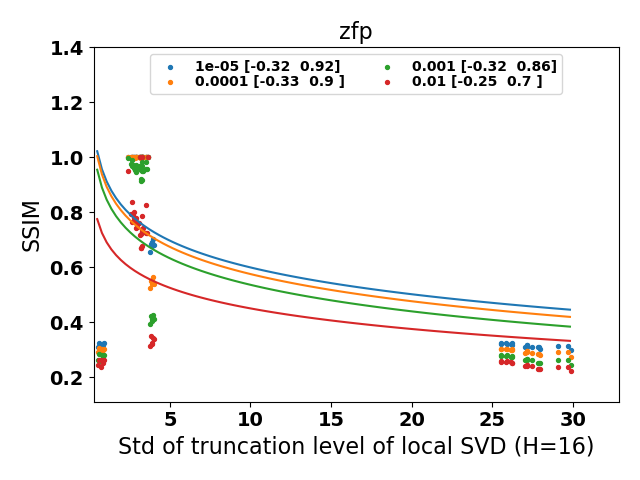 zfp
1e-05 [-0.32  0.92]
0.0001 [-0.33  0.9 ]
0.001 [-0.32  0.86]
0.01 [-0.25  0.7 ]
SSIM
1.4
1.2
1.0
0.8
0.6
0.4
0.2
5 10 15 20 25 30
Std of truncation level of local SVD (H=16)